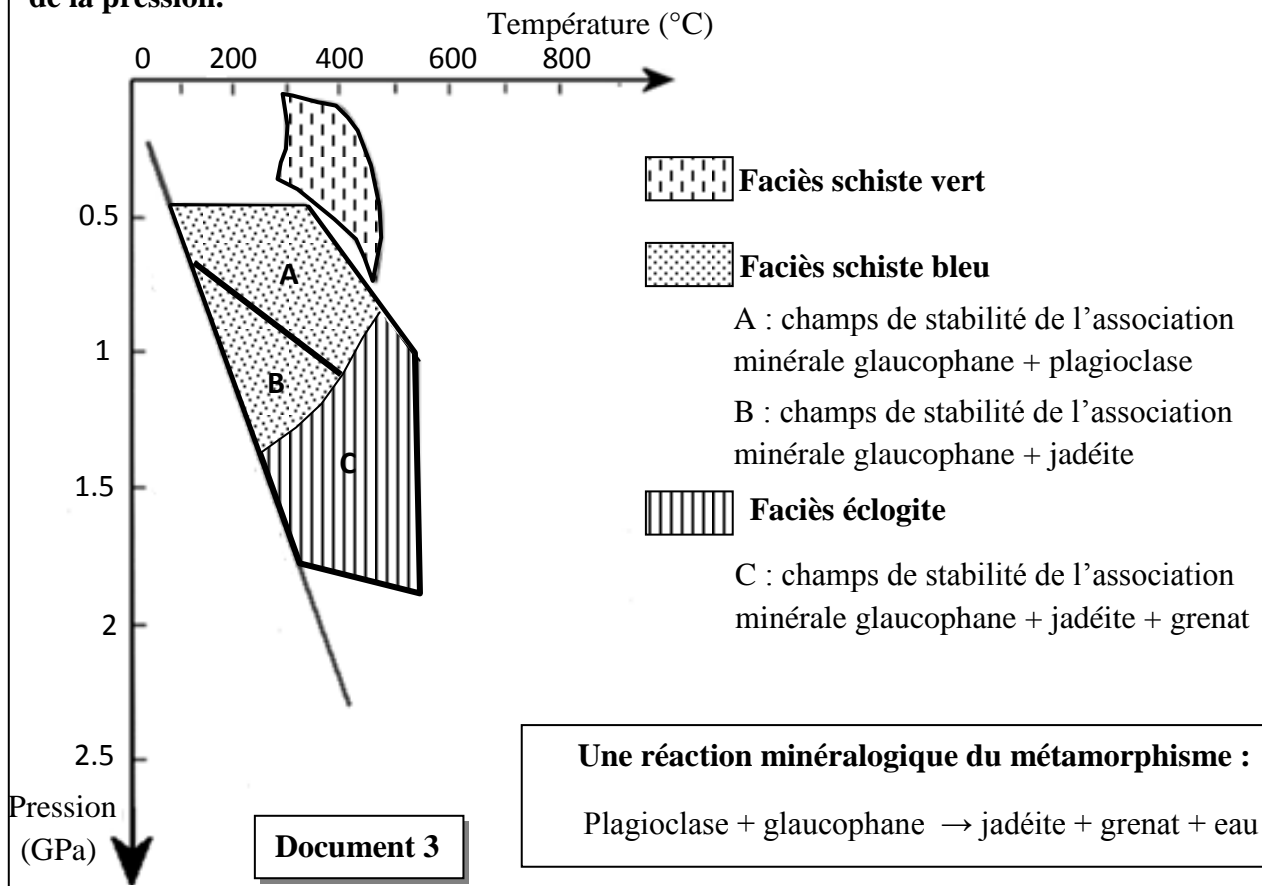 de la pression.
Température (°C)
0 200 400 600 800
0.5
1
1.5
2
2.5
Pression
(GPa)
A
B
C
Faciès schiste vert
Faciès schiste bleu
A : champs de stabilité de l’association
minérale glaucophane + plagioclase
B : champs de stabilité de l’association
minérale glaucophane + jadéite
Faciès éclogite
C : champs de stabilité de l’association
minérale glaucophane + jadéite + grenat
Document 3
Une réaction minéralogique du métamorphisme :
Plagioclase + glaucophane → jadéite + grenat + eau